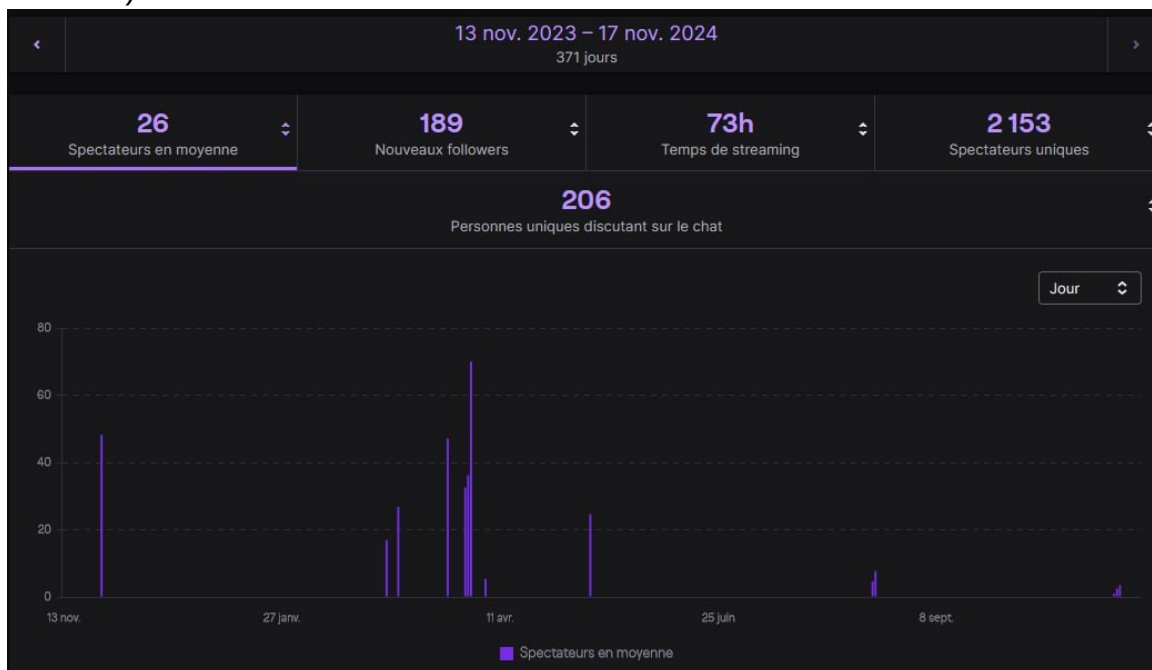 13 nov. 2023 – 17 nov. 2024
371 jours
26
Spectateurs en moyenne
189
Nouveaux followers
73h
Temps de streaming
2 153
Spectateurs uniques
206
Personnes uniques discutant sur le chat
Jour
80
60
40
20
0
13 nov. 27 janv. 11 avr. 25 juin 8 sept.
Spectateurs en moyenne